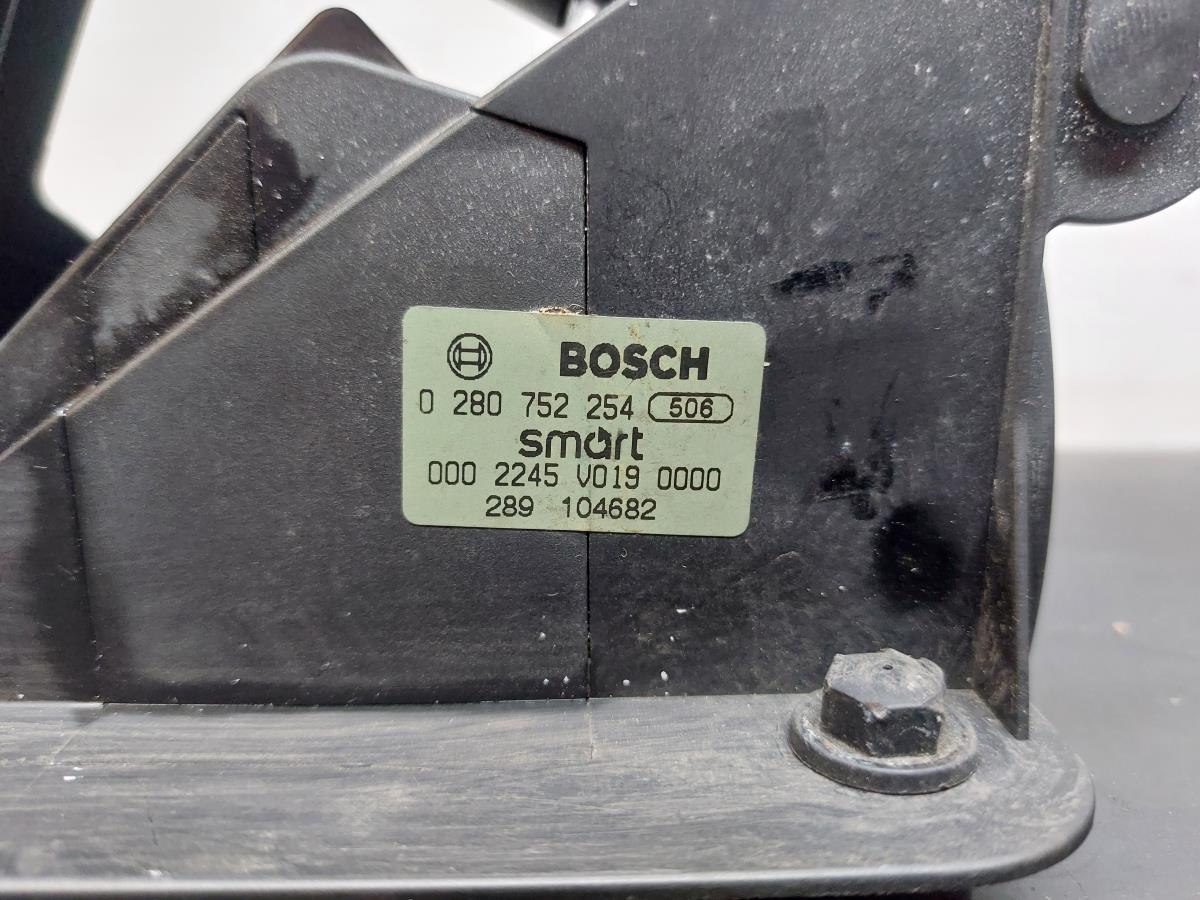 BOSCH
0 280 752 254 506
smart
000 2245 V019 0000
289 104682